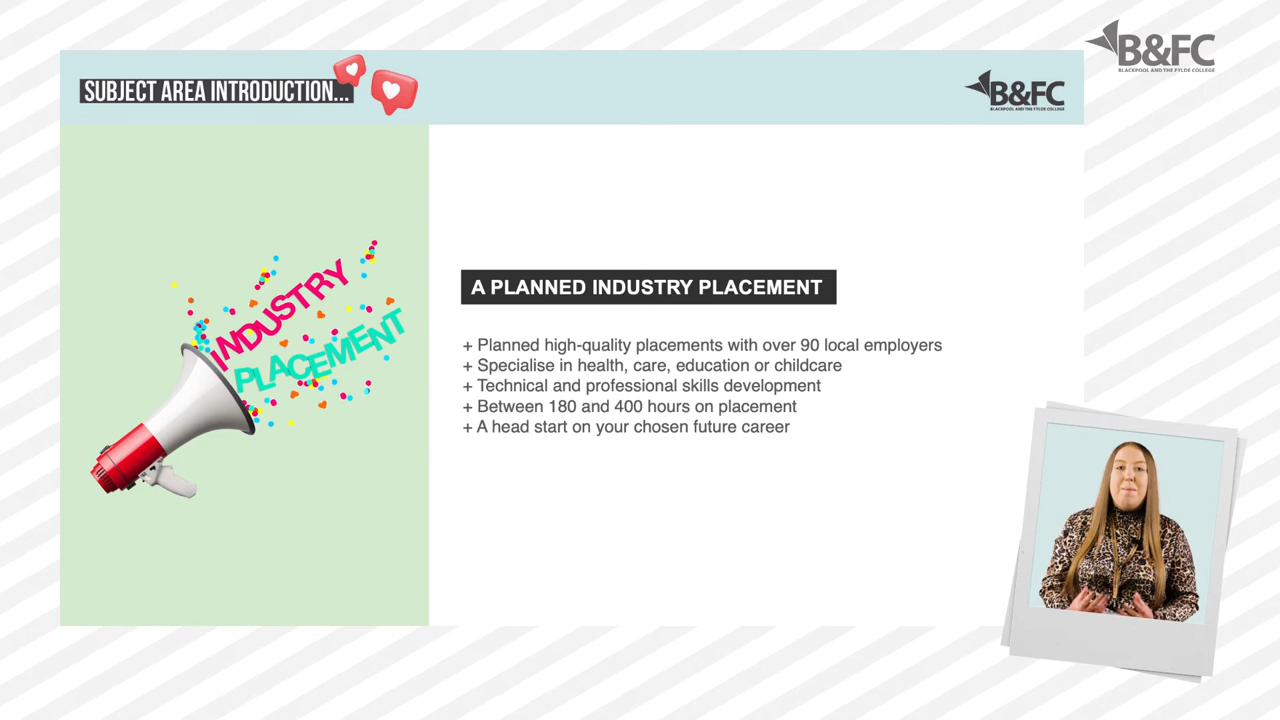 B&FC
BLACKPOOL AND THE FYLDE COLLEGE
SUBJECT AREA INTRODUCTION...
B&FC
BLACKPOOL AND THE FYLDE COLLEGE
INDUSTRY
PLACEMENT
A PLANNED INDUSTRY PLACEMENT
+ Planned high-quality placements with over 90 local employers
+ Specialise in health, care, education or childcare
+ Technical and professional skills development
+ Between 180 and 400 hours on placement
+ A head start on your chosen future career